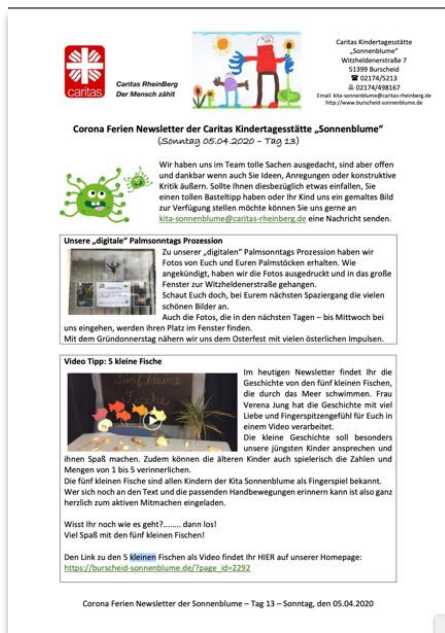 Caritas Kindertagesstätte
„Sonnenblume"
Witzheldenerstraße 7
51399 Burscheid
☎ 02174/5213
🖷 02174/498167
Email: kita-sonnenblume@caritas-rheinberg.de
http://www.burscheid-sonnenblume.de
caritas
Caritas RheinBerg
Der Mensch zählt
Corona Ferien Newsletter der Caritas Kindertagesstätte „Sonnenblume"
(Sonntag 05.04.2020 – Tag 13)
Wir haben uns im Team tolle Sachen ausgedacht, sind aber offen
und dankbar wenn auch Sie Ideen, Anregungen oder konstruktive
Kritik äußern. Sollte Ihnen diesbezüglich etwas einfallen, Sie
einen tollen Basteltipp haben oder Ihr Kind uns ein gemaltes Bild
zur Verfügung stellen möchte können Sie uns gerne an
kita-sonnenblume@caritas-rheinberg.de eine Nachricht senden.
Unsere „digitale" Palmsonntags Prozession
Zu unserer „digitalen" Palmsonntags Prozession haben wir
Fotos von Euch und Euren Palmstöcken erhalten. Wie
angekündigt, haben wir die Fotos ausgedruckt und in das große
Fenster zur Witzheldenerstraße gehangen.
Schaut Euch doch, bei Eurem nächsten Spaziergang die vielen
schönen Bilder an.
Auch die Fotos, die in den nächsten Tagen – bis Mittwoch bei
uns eingehen, werden ihren Platz im Fenster finden.
Mit dem Gründonnerstag nähern wir uns dem Osterfest mit vielen österlichen Impulsen.
Video Tipp: 5 kleine Fische
Fünf kleine
Fische
Im heutigen Newsletter findet Ihr die
Geschichte von den fünf kleinen Fischen,
die durch das Meer schwimmen. Frau
Verena Jung hat die Geschichte mit viel
Liebe und Fingerspitzengefühl für Euch in
einem Video verarbeitet.
Die kleine Geschichte soll besonders
unsere jüngsten Kinder ansprechen und
ihnen Spaß machen. Zudem können die älteren Kinder auch spielerisch die Zahlen und
Mengen von 1 bis 5 verinnerlichen.
Die fünf kleinen Fische sind allen Kindern der Kita Sonnenblume als Fingerspiel bekannt.
Wer sich noch an den Text und die passenden Handbewegungen erinnern kann ist also ganz
herzlich zum aktiven Mitmachen eingeladen.
Wisst Ihr noch wie es geht?........ dann los!
Viel Spaß mit den fünf kleinen Fischen!
Den Link zu den 5 kleinen Fischen als Video findet Ihr HIER auf unserer Homepage:
https://burscheid-sonnenblume.de/?page_id=2292
Corona Ferien Newsletter der Sonnenblume – Tag 13 – Sonntag, den 05.04.2020